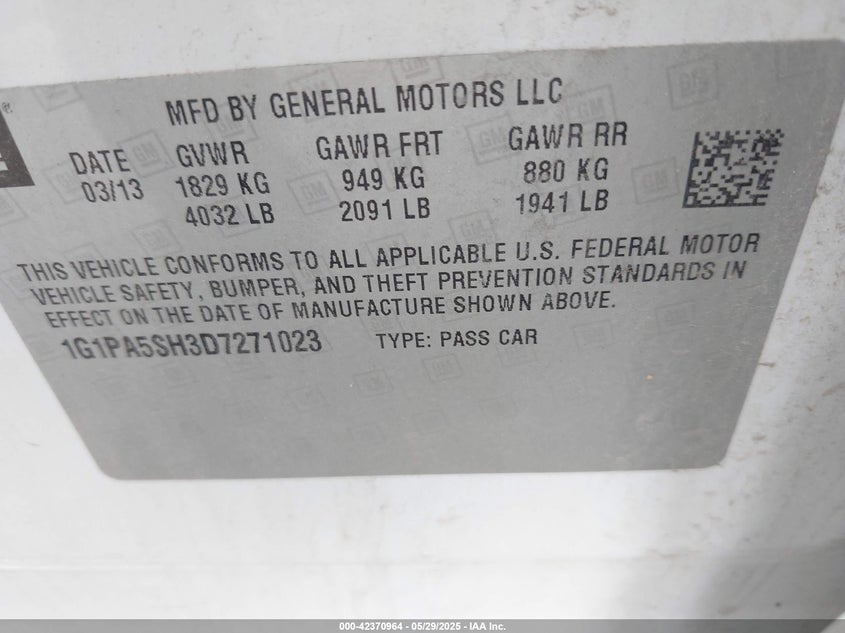 MFD BY GENERAL MOTORS LLC
DATE GVWR GAWR FRT GAWR RR
03/13 1829 KG 949 KG 880 KG
4032 LB 2091 LB 1941 LB
THIS VEHICLE CONFORMS TO ALL APPLICABLE U.S. FEDERAL MOTOR
VEHICLE SAFETY, BUMPER, AND THEFT PREVENTION STANDARDS IN
EFFECT ON THE DATE OF MANUFACTURE SHOWN ABOVE.
1G1PA5SH3D7271023 TYPE: PASS CAR
000-42370964 - 05/29/2025 - IAA Inc.